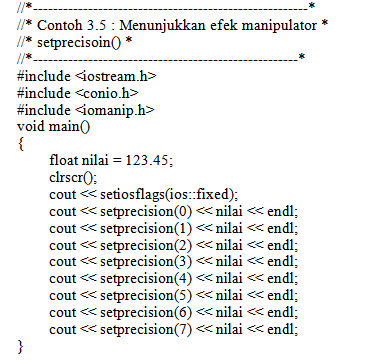 //*--------------------------------------------------------*
//* Contoh 3.5 : Menunjukkan efek manipulator *
//* setprecisoin() *
//*------------------------------------------------------*
#include <iostream.h>
#include <conio.h>
#include <iomanip.h>
void main()
{
float nilai = 123.45;
clrscr();
cout << setiosflags(ios::fixed);
cout << setprecision(0) << nilai << endl;
cout << setprecision(1) << nilai << endl;
cout << setprecision(2) << nilai << endl;
cout << setprecision(3) << nilai << endl;
cout << setprecision(4) << nilai << endl;
cout << setprecision(5) << nilai << endl;
cout << setprecision(6) << nilai << endl;
cout << setprecision(7) << nilai << endl;
}